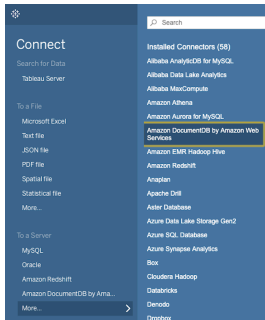 Connect
Search for Data
Tableau Server
To a File
Microsoft Excel
Text file
JSON file
PDF file
Spatial file
Statistical file
More...
To a Server
MySQL
Oracle
Amazon Redshift
Amazon DocumentDB by Ama...
More...
Search
Installed Connectors (58)
Alibaba AnalyticDB for MySQL
Alibaba Data Lake Analytics
Alibaba MaxCompute
Amazon Athena
Amazon Aurora for MySQL
Amazon DocumentDB by Amazon Web
Services
Amazon EMR Hadoop Hive
Amazon Redshift
Anaplan
Apache Drill
Aster Database
Azure Data Lake Storage Gen2
Azure SQL Database
Azure Synapse Analytics
Box
Cloudera Hadoop
Databricks
Denodo
Dropbox